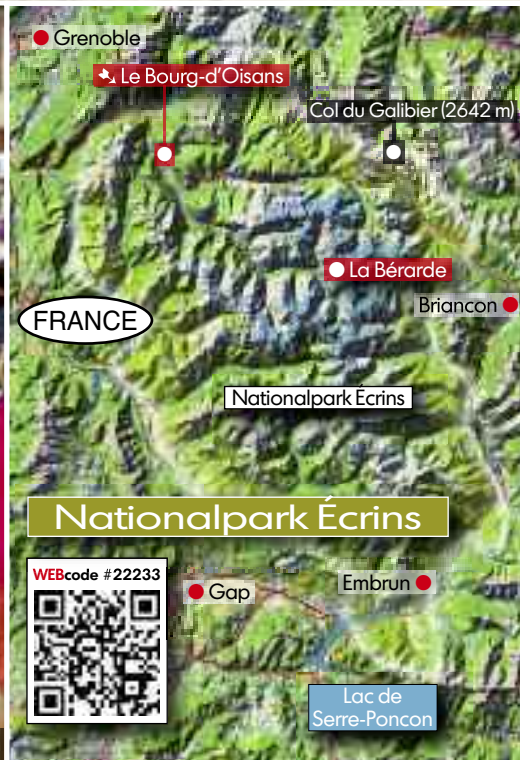 Grenoble
Le Bourg-d'Oisans
Col du Galibier (2642 m)
La Bérarde
Briancon
FRANCE
Nationalpark Écrins
Nationalpark Écrins
WEBcode #22233
Gap
Embrun
Lac de
Serre-Poncon